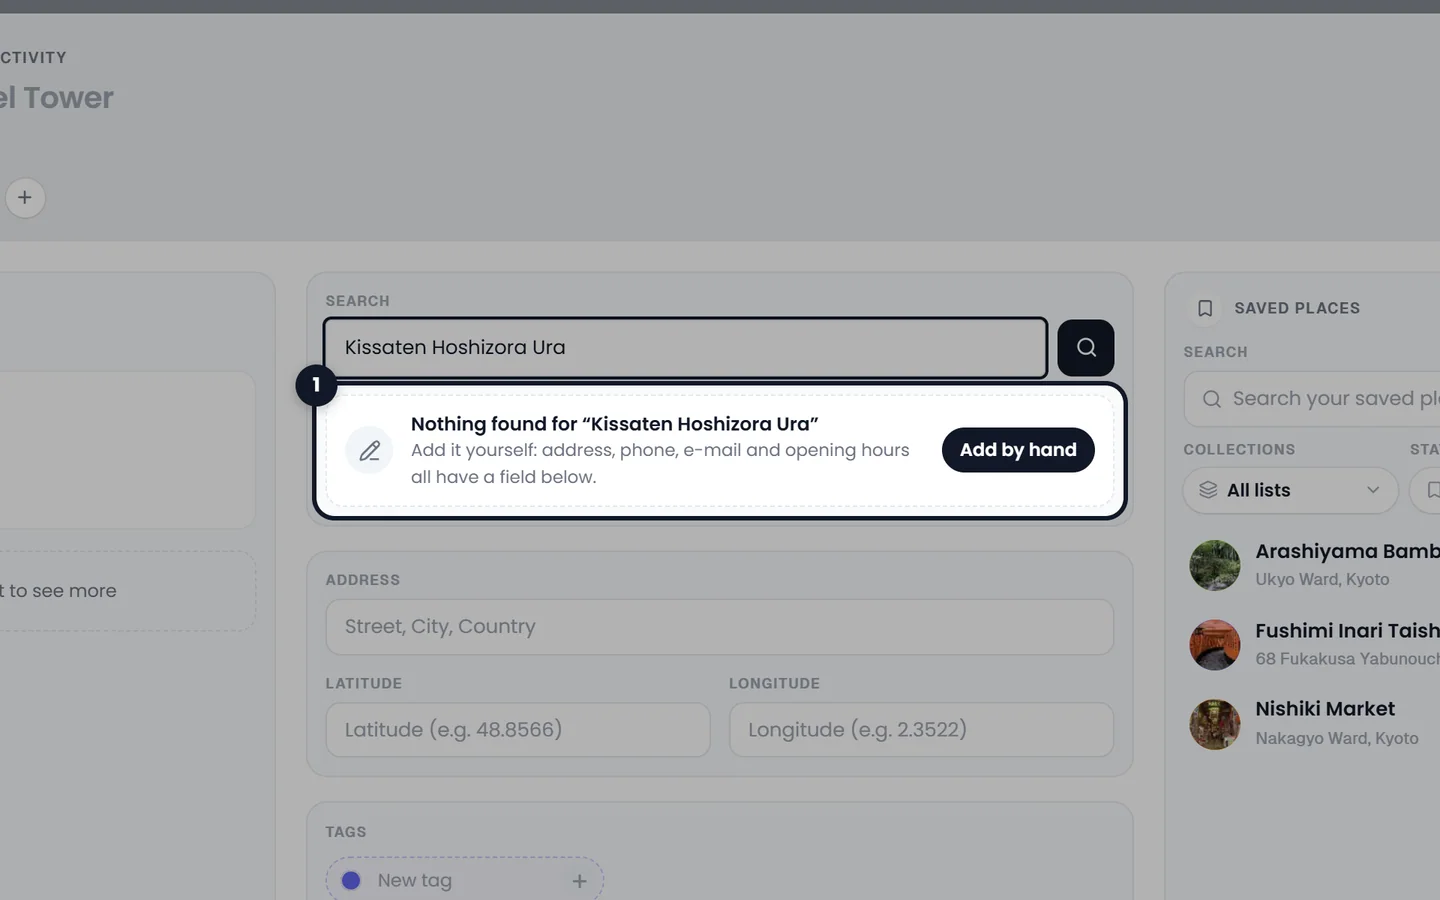 CTIVITY
el Tower
SEARCH
Kissaten Hoshizora Ura
1
Nothing found for “Kissaten Hoshizora Ura”
Add it yourself: address, phone, e-mail and opening hours
all have a field below.
Add by hand
ADDRESS
Street, City, Country
LATITUDE
LONGITUDE
Latitude (e.g. 48.8566)
Longitude (e.g. 2.3522)
TAGS
New tag
t to see more
SAVED PLACES
SEARCH
Search your saved pl
COLLECTIONS
STA
All lists
Arashiyama Bamb
Ukyo Ward, Kyoto
Fushimi Inari Taish
68 Fukakusa Yabunouch
Nishiki Market
Nakagyo Ward, Kyoto